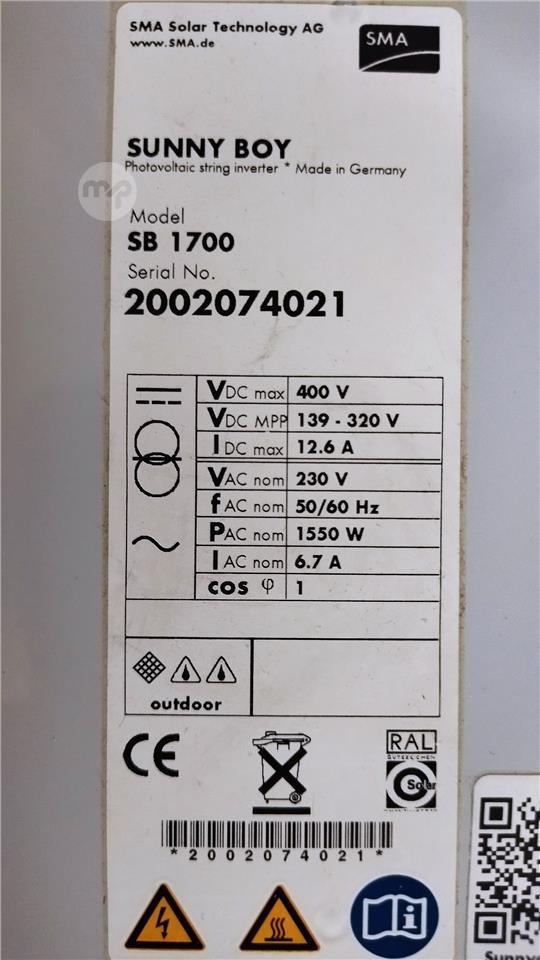 SMA Solar Technology AG
www.SMA.de
SMA
SUNNY BOY
Photovoltaic string inverter * Made in Germany
mp
Model
SB 1700
Serial No.
2002074021
VDC max 400 V
VDC MPP 139 - 320 V
IDC max 12.6 A
VAC nom 230 V
fAC nom 50/60 Hz
PAC nom 1550 W
IAC nom 6.7 A
cos φ 1
outdoor
CE
RAL
GÜTEZEICHEN
Solar
*2002074021*
i